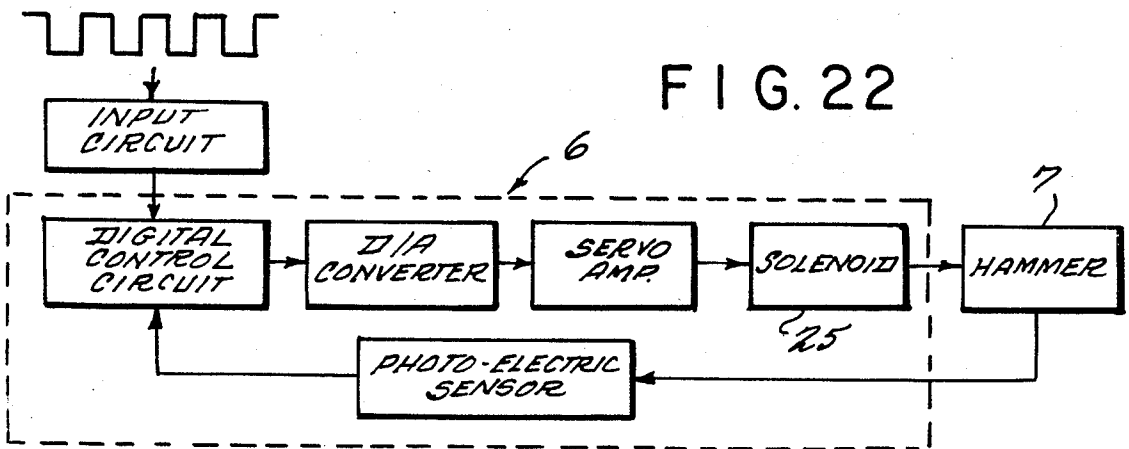 FIG. 22
INPUT
CIRCUIT
6
7
DIGITAL
CONTROL
CIRCUIT
D/A
CONVERTER
SERVO
AMP.
SOLENOID
HAMMER
25
PHOTO-ELECTRIC
SENSOR